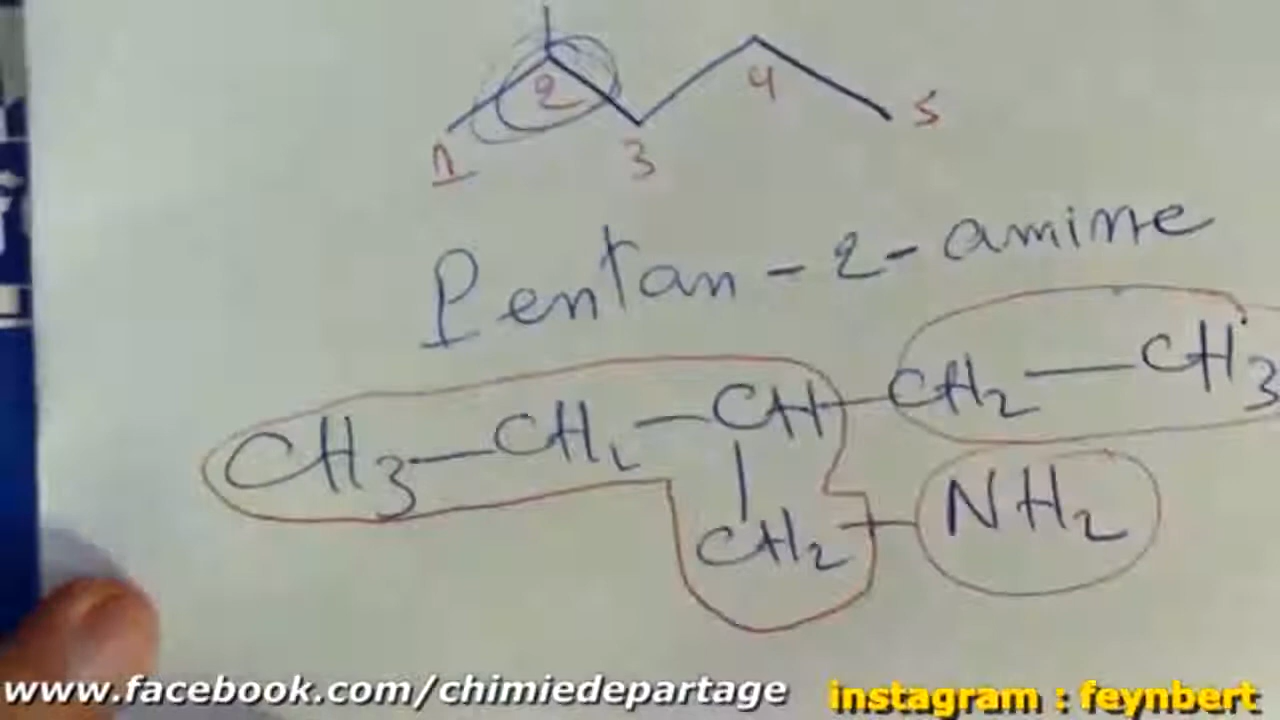 2 4 5
1 3
Pentan-2-amine
CH3—CH2—CH—CH2—CH3
CH2—NH2
www.facebook.com/chimiedepartage
instagram : feynbert